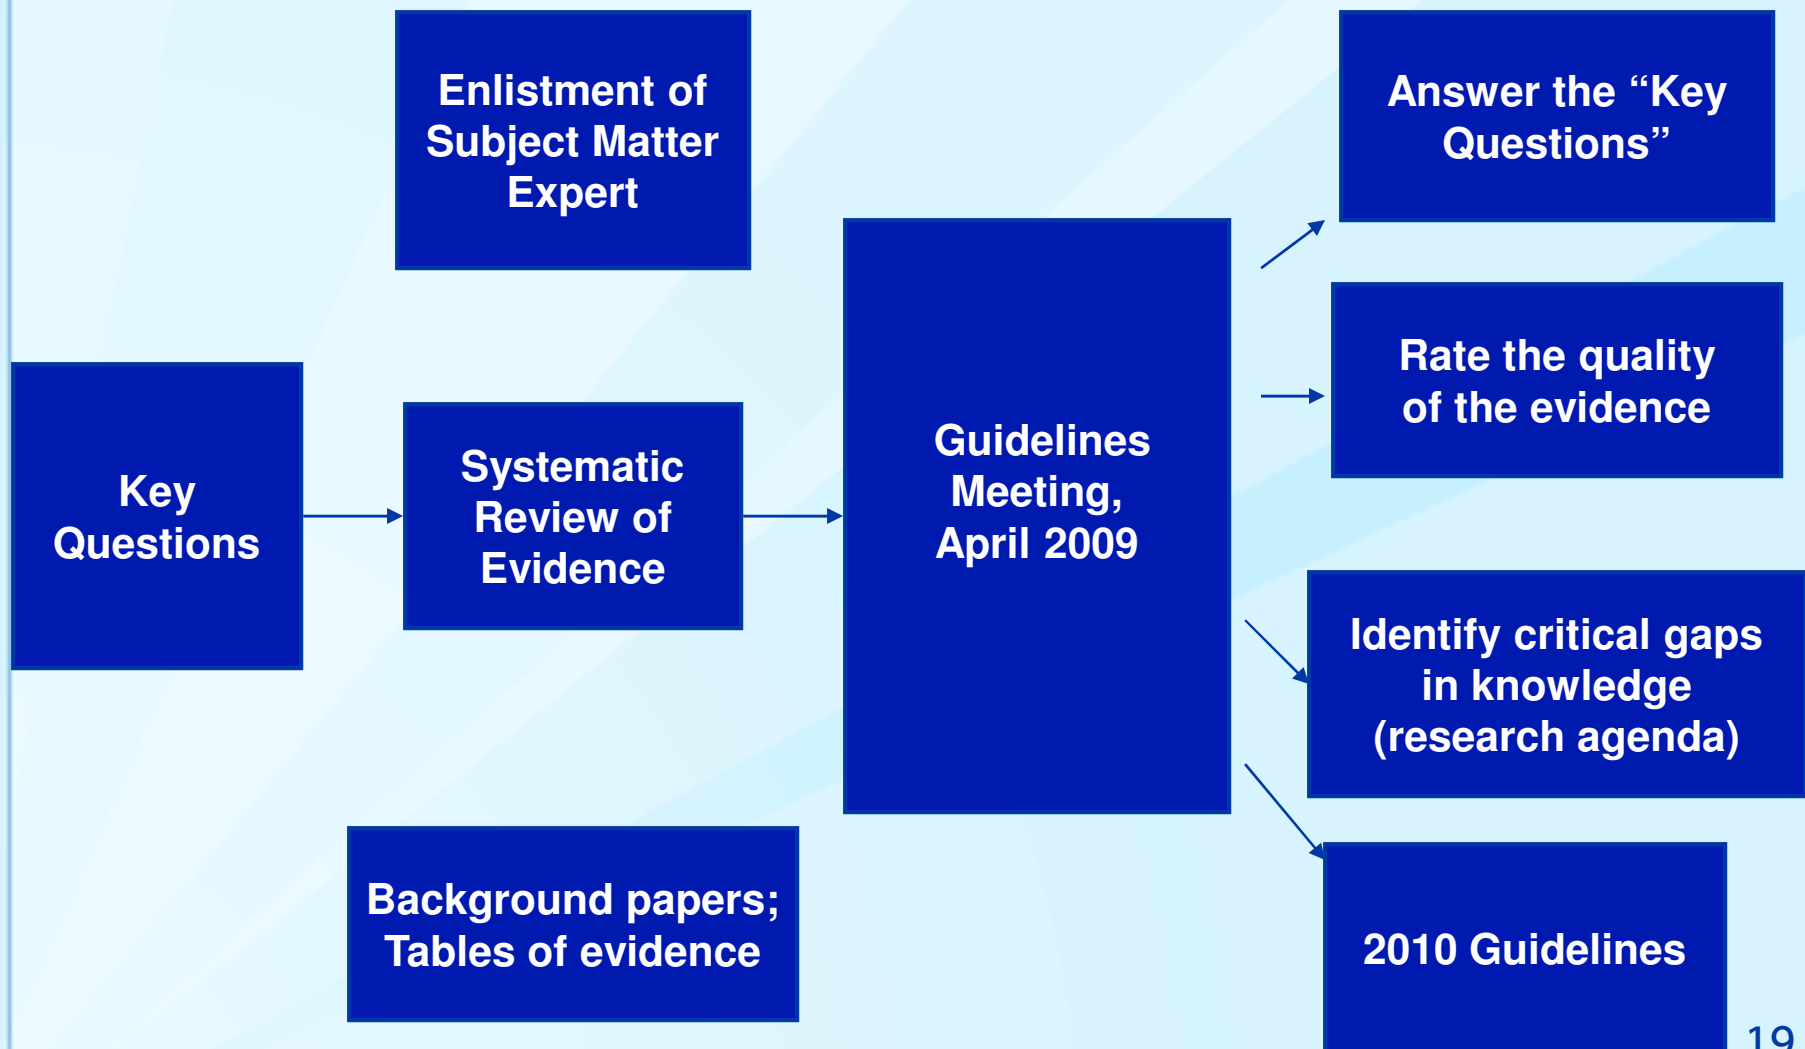 Enlistment of
Subject Matter
Expert
Answer the “Key
Questions”
Rate the quality
of the evidence
Key
Questions
Systematic
Review of
Evidence
Guidelines
Meeting,
April 2009
Identify critical gaps
in knowledge
(research agenda)
Background papers;
Tables of evidence
2010 Guidelines
19